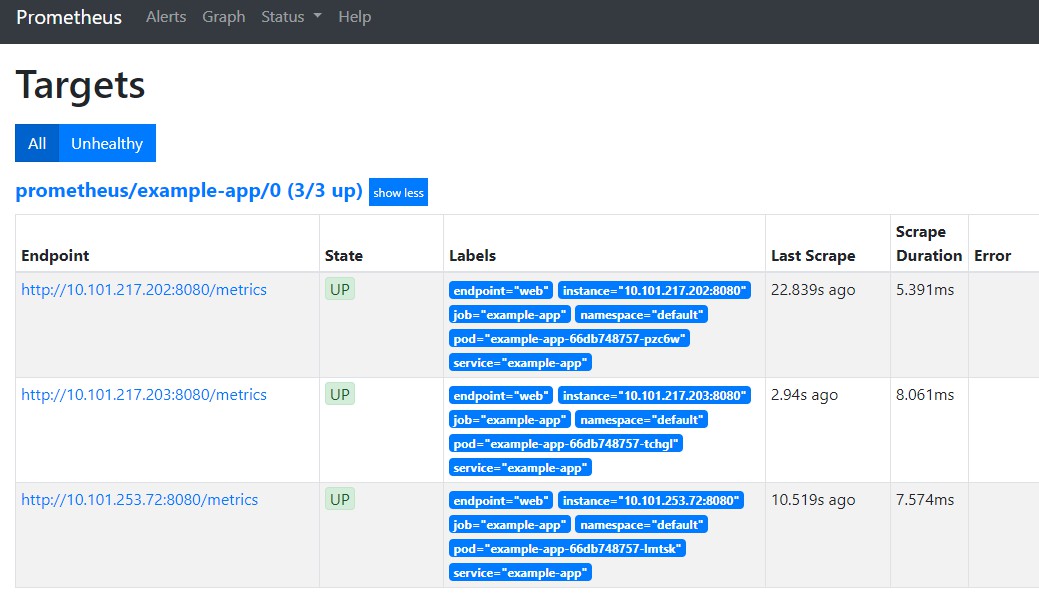 Prometheus Alerts Graph Status Help
Targets
All Unhealthy
prometheus/example-app/0 (3/3 up) show less
Endpoint State Labels Last Scrape Scrape Duration Error
http://10.101.217.202:8080/metrics UP endpoint="web" instance="10.101.217.202:8080" 22.839s ago 5.391ms
job="example-app" namespace="default"
pod="example-app-66db748757-pzc6w"
service="example-app"
http://10.101.217.203:8080/metrics UP endpoint="web" instance="10.101.217.203:8080" 2.94s ago 8.061ms
job="example-app" namespace="default"
pod="example-app-66db748757-tchgl"
service="example-app"
http://10.101.253.72:8080/metrics UP endpoint="web" instance="10.101.253.72:8080" 10.519s ago 7.574ms
job="example-app" namespace="default"
pod="example-app-66db748757-lmtsk"
service="example-app"